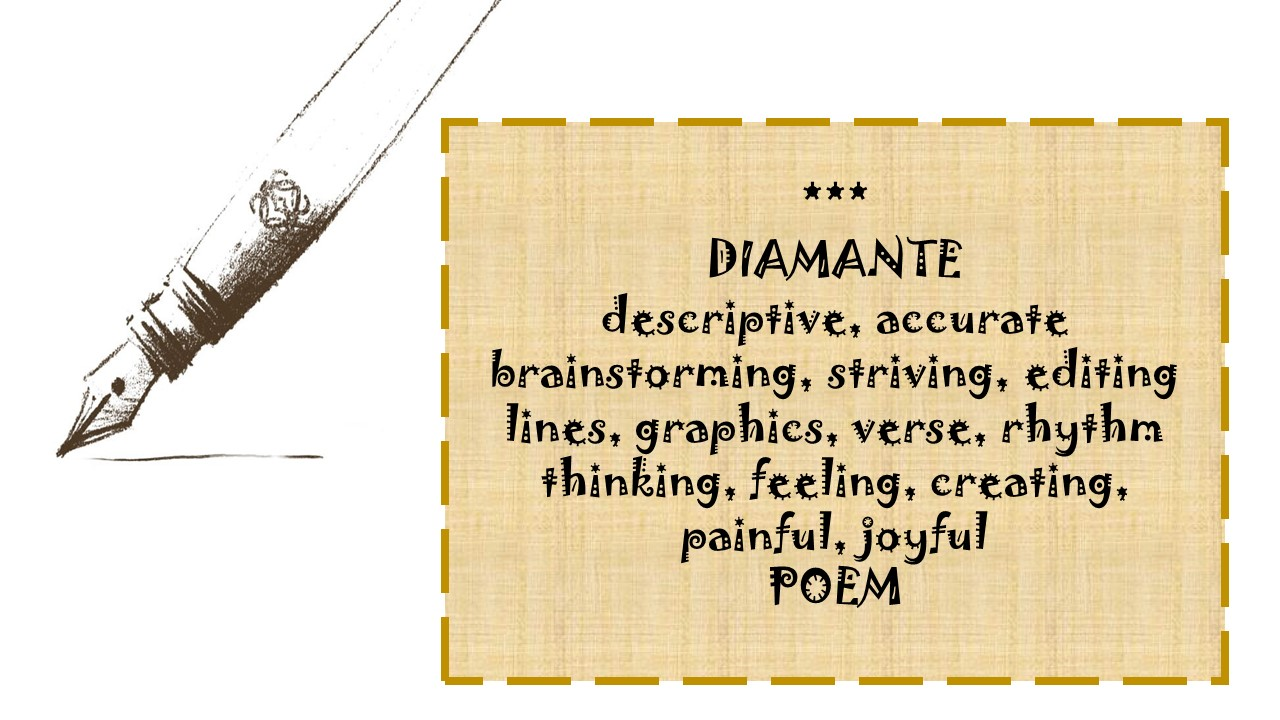 ***
DIAMANTE
descriptive, accurate
brainstorming, striving, editing
lines, graphics, verse, rhythm
thinking, feeling, creating,
painful, joyful
POEM